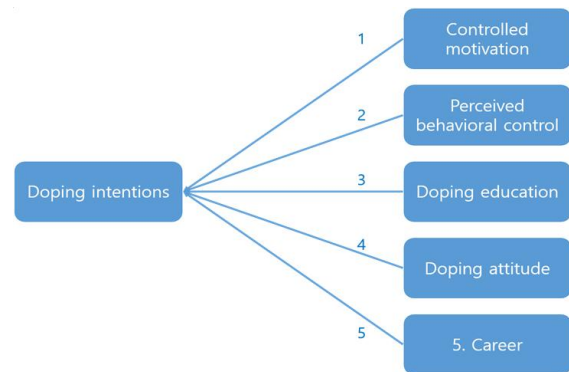 1
Controlled
motivation
2
Perceived
behavioral control
Doping intentions
3
Doping education
4
Doping attitude
5
5. Career